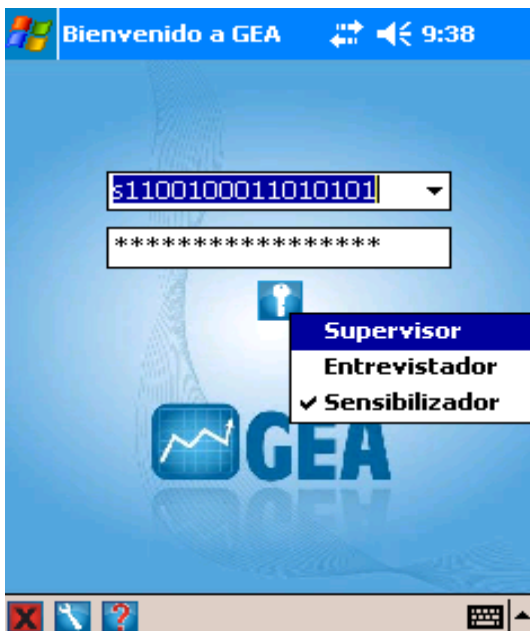 Bienvenido a GEA 9:38
s1100100011010101
*****************
Supervisor
Entrevistador
Sensibilizador
GEA